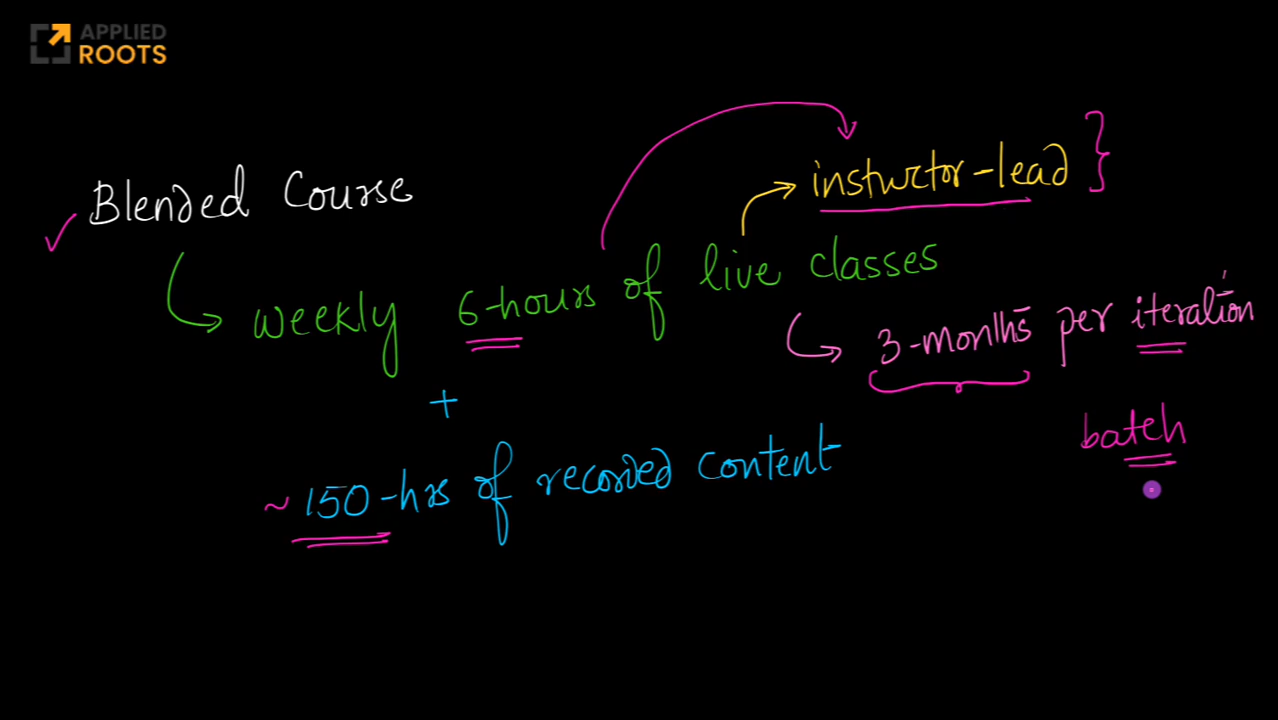 APPLIED
ROOTS
Blended Course
instuctor-lead }
weekly 6-hours of live classes
3-months per iteration
+
batch
~ 150-hrs of recorded content